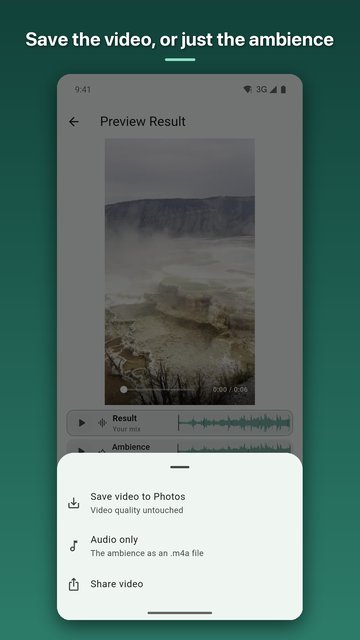 Save the video, or just the ambience
9:41
3G
Preview Result
0:00 / 0:06
Result
Your mix
Ambience
Save video to Photos
Video quality untouched
Audio only
The ambience as an .m4a file
Share video